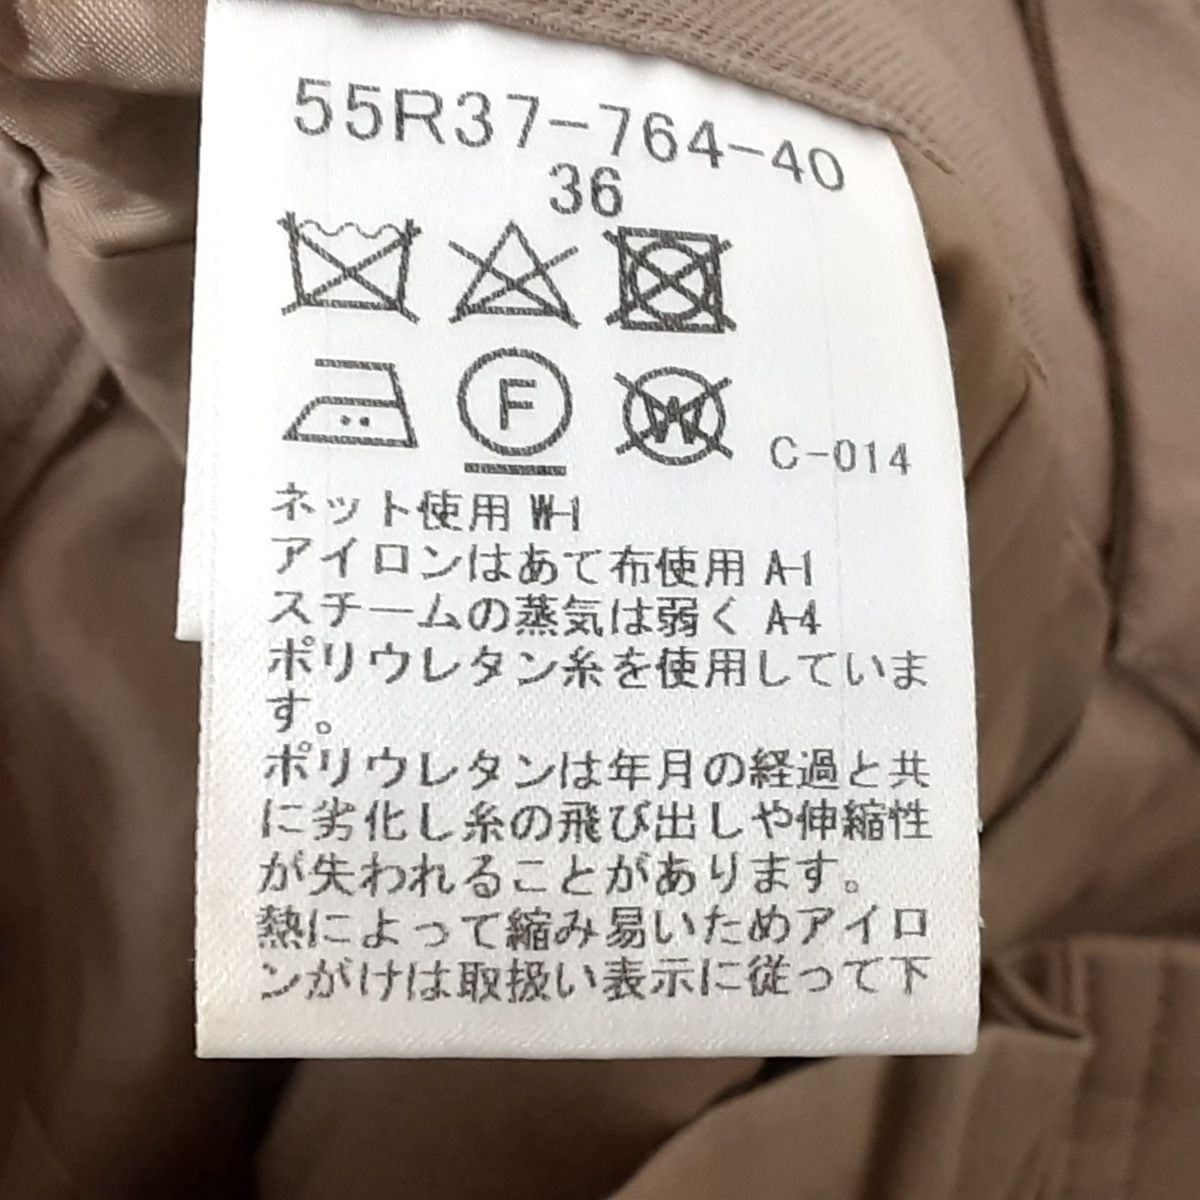 55R37-764-40
36
F
W
C-014
ネット使用 W-1
アイロンはあて布使用 A-1
スチームの蒸気は弱く A-4
ポリウレタン糸を使用していま
す。
ポリウレタンは年月の経過と共
に劣化し糸の飛び出しや伸縮性
が失われることがあります。
熱によって縮み易いためアイロ
ンがけは取扱い表示に従って下